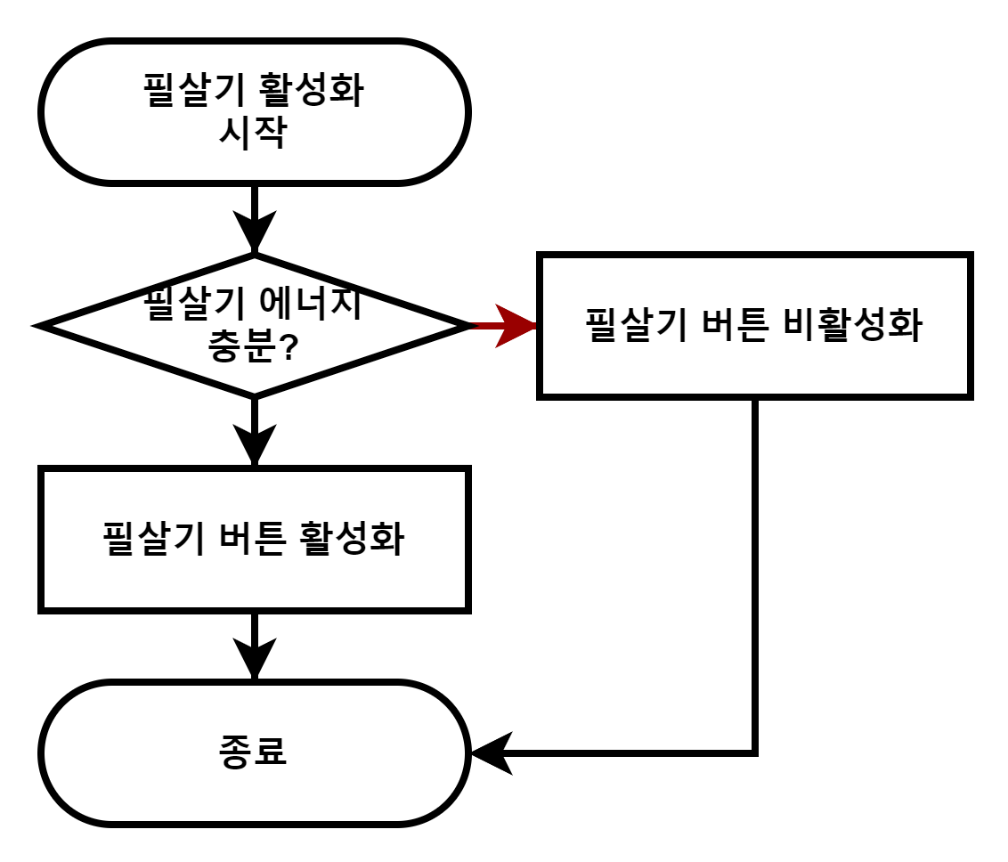 필살기 활성화
시작
필살기 에너지
충분?
필살기 버튼 비활성화
필살기 버튼 활성화
종료